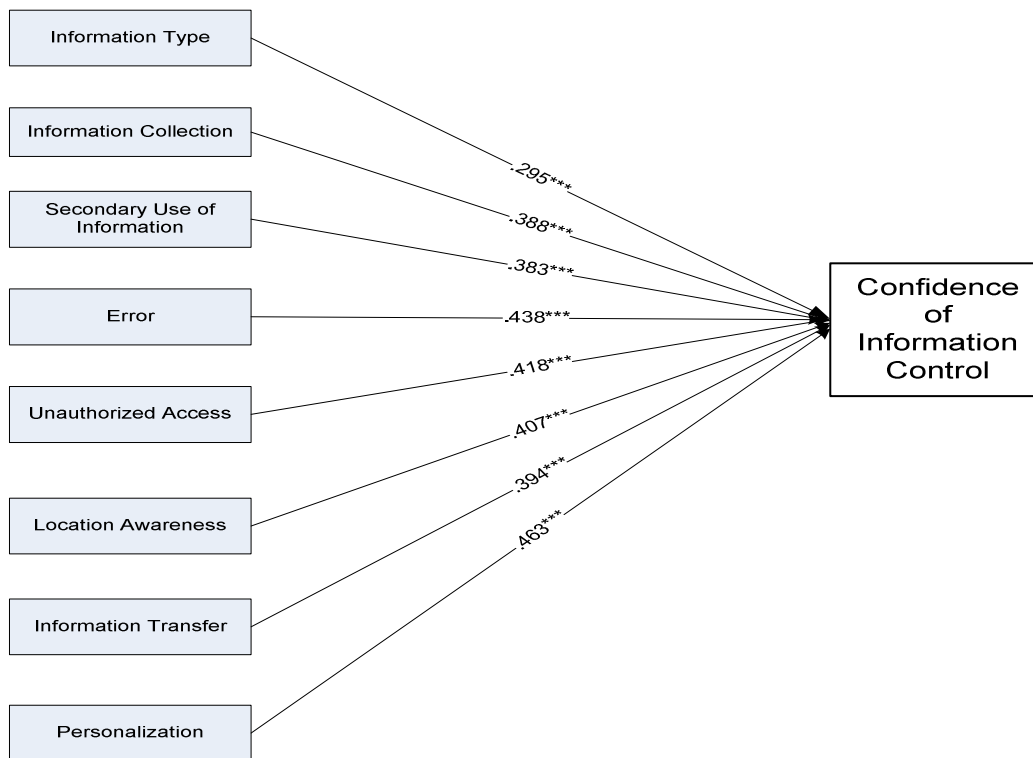 Information Type
Information Collection
Secondary Use of
Information
Error
Unauthorized Access
Location Awareness
Information Transfer
Personalization
.295***
.388***
.383***
.438***
.418***
.407***
.394***
.463***
Confidence
of
Information
Control